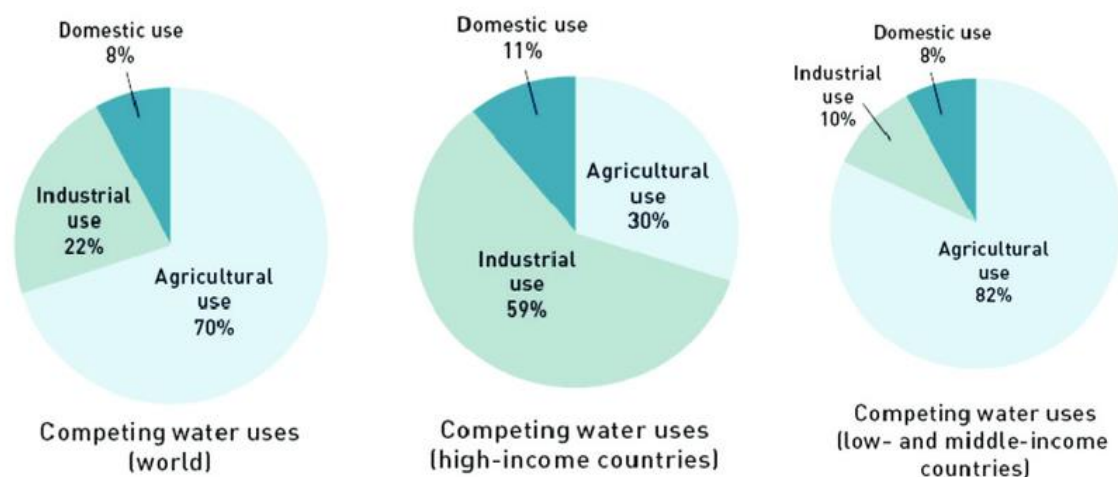 Domestic use
8%
Industrial
use
22%
Agricultural
use
70%
Competing water uses
(world)
Domestic use
11%
Agricultural
use
30%
Industrial
use
59%
Competing water uses
(high-income countries)
Domestic use
8%
Industrial
use
10%
Agricultural
use
82%
Competing water uses
(low- and middle-income
countries)